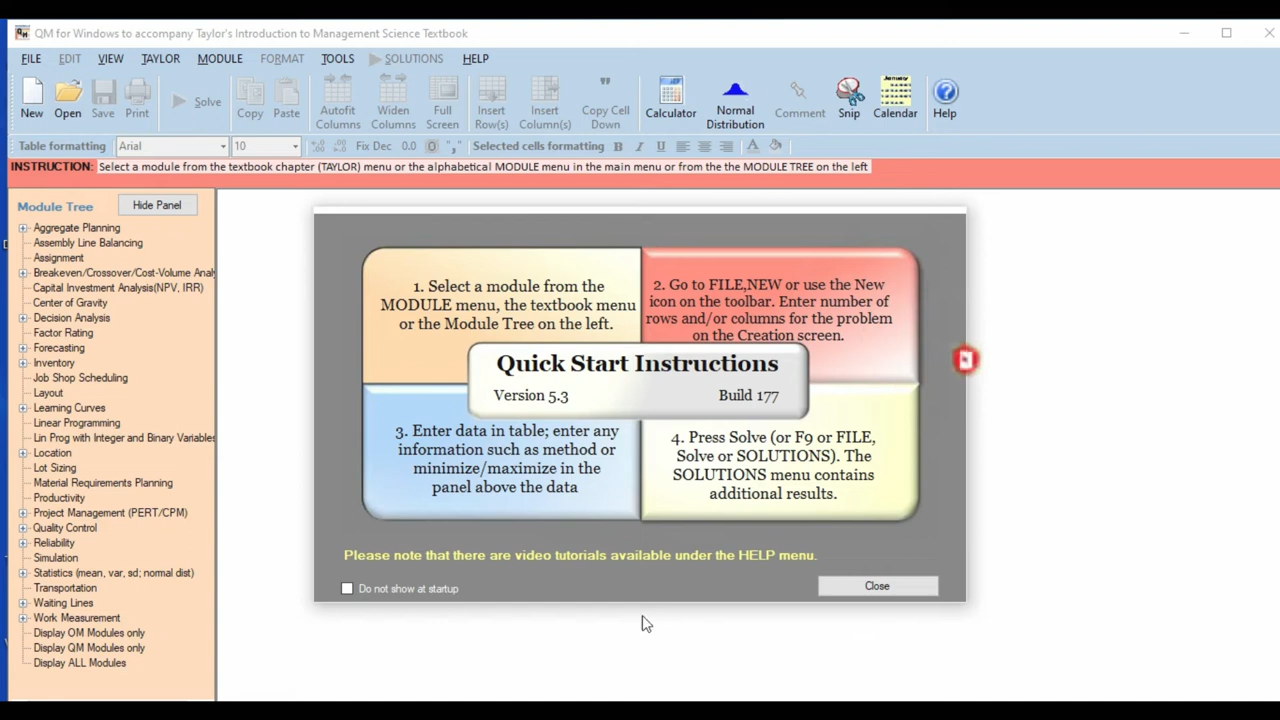 QM for Windows to accompany Taylor's Introduction to Management Science Textbook
FILE EDIT VIEW TAYLOR MODULE FORMAT TOOLS SOLUTIONS HELP
New Open Save Print Solve Copy Paste Autofit Columns Widen Columns Full Screen Insert Row(s) Insert Column(s) Copy Cell Down Calculator Normal Distribution Comment Snip January Calendar Help
Table formatting Arial 10 Fix Dec 0.0 0 "," Selected cells formatting B I U A
INSTRUCTION: Select a module from the textbook chapter (TAYLOR) menu or the alphabetical MODULE menu in the main menu or from the the MODULE TREE on the left
Module Tree Hide Panel
Aggregate Planning
Assembly Line Balancing
Assignment
Breakeven/Crossover/Cost-Volume Analy
Capital Investment Analysis(NPV, IRR)
Center of Gravity
Decision Analysis
Factor Rating
Forecasting
Inventory
Job Shop Scheduling
Layout
Learning Curves
Linear Programming
Lin Prog with Integer and Binary Variables
Location
Lot Sizing
Material Requirements Planning
Productivity
Project Management (PERT/CPM)
Quality Control
Reliability
Simulation
Statistics (mean, var, sd; normal dist)
Transportation
Waiting Lines
Work Measurement
Display OM Modules only
Display QM Modules only
Display ALL Modules
1. Select a module from the
MODULE menu, the textbook menu
or the Module Tree on the left.
2. Go to FILE,NEW or use the New
icon on the toolbar. Enter number of
rows and/or columns for the problem
on the Creation screen.
Quick Start Instructions
Version 5.3 Build 177
3. Enter data in table; enter any
information such as method or
minimize/maximize in the
panel above the data
4. Press Solve (or F9 or FILE,
Solve or SOLUTIONS). The
SOLUTIONS menu contains
additional results.
Please note that there are video tutorials available under the HELP menu.
Do not show at startup
Close